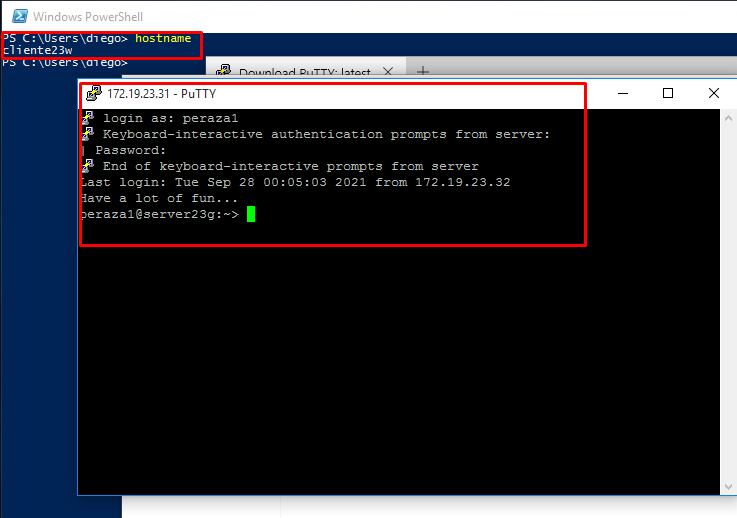 Windows PowerShell
PS C:\Users\diego> hostname
cliente23w
PS C:\Users\diego>
Download PuTTY: latest
172.19.23.31 - PuTTY
login as: peraza1
Keyboard-interactive authentication prompts from server:
| Password:
End of keyboard-interactive prompts from server
Last login: Tue Sep 28 00:05:03 2021 from 172.19.23.32
Have a lot of fun...
peraza1@server23g:~>